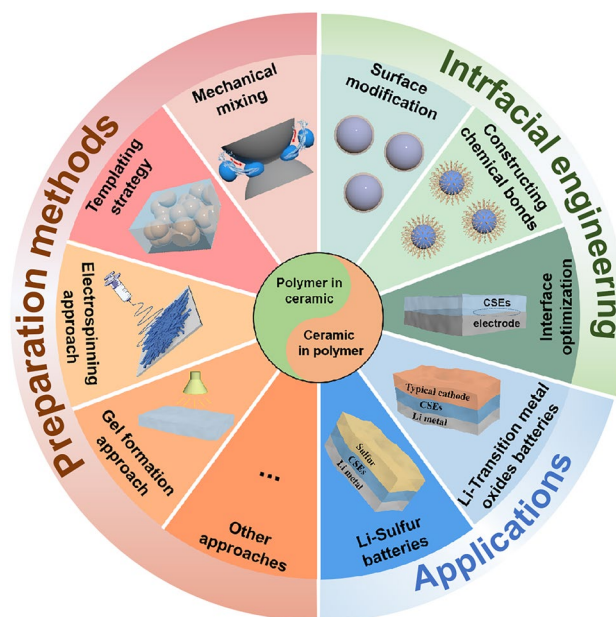 Preparation methods
Mechanical
mixing
Templating
strategy
Electrospinning
approach
Gel formation
approach
Other
approaches
...
Intrfacial engineering
Surface
modification
Constructing
chemical bonds
Interface
optimization
CSEs
electrode
Applications
Li-Transition metal
oxides batteries
Typical cathode
CSEs
Li metal
Li-Sulfur
batteries
Sulfur
CSEs
Li metal
Polymer in
ceramic
Ceramic
in polymer